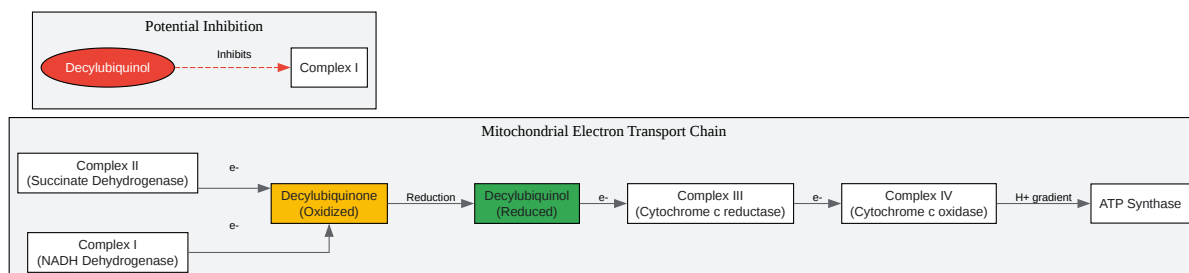 Potential Inhibition
Decylubiquinol
Inhibits
Complex I
Mitochondrial Electron Transport Chain
Complex II
(Succinate Dehydrogenase)
e-
Complex I
(NADH Dehydrogenase)
e-
Decylubiquinone
(Oxidized)
Reduction
Decylubiquinol
(Reduced)
e-
Complex III
(Cytochrome c reductase)
e-
Complex IV
(Cytochrome c oxidase)
H+ gradient
ATP Synthase